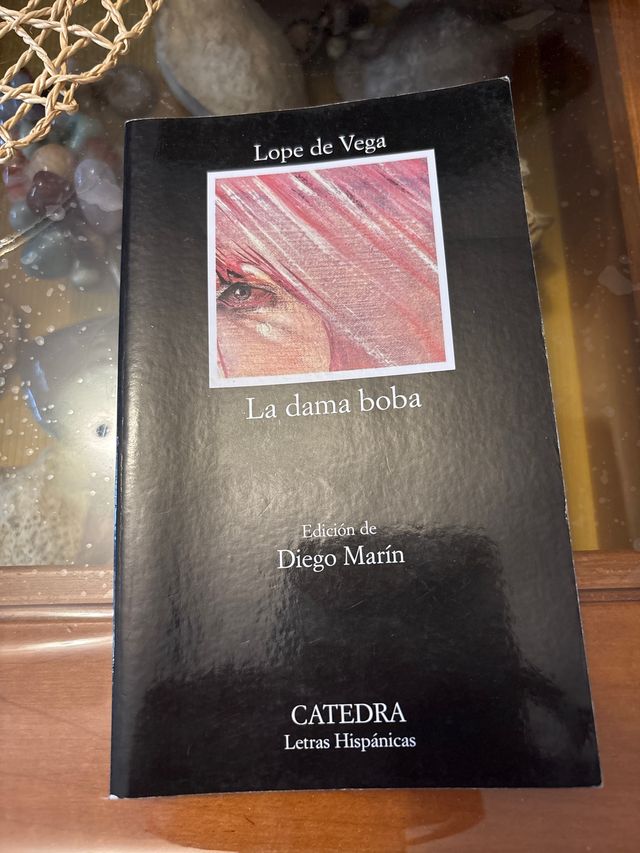 Lope de Vega
La dama boba
Edición de
Diego Marín
CATEDRA
Letras Hispánicas